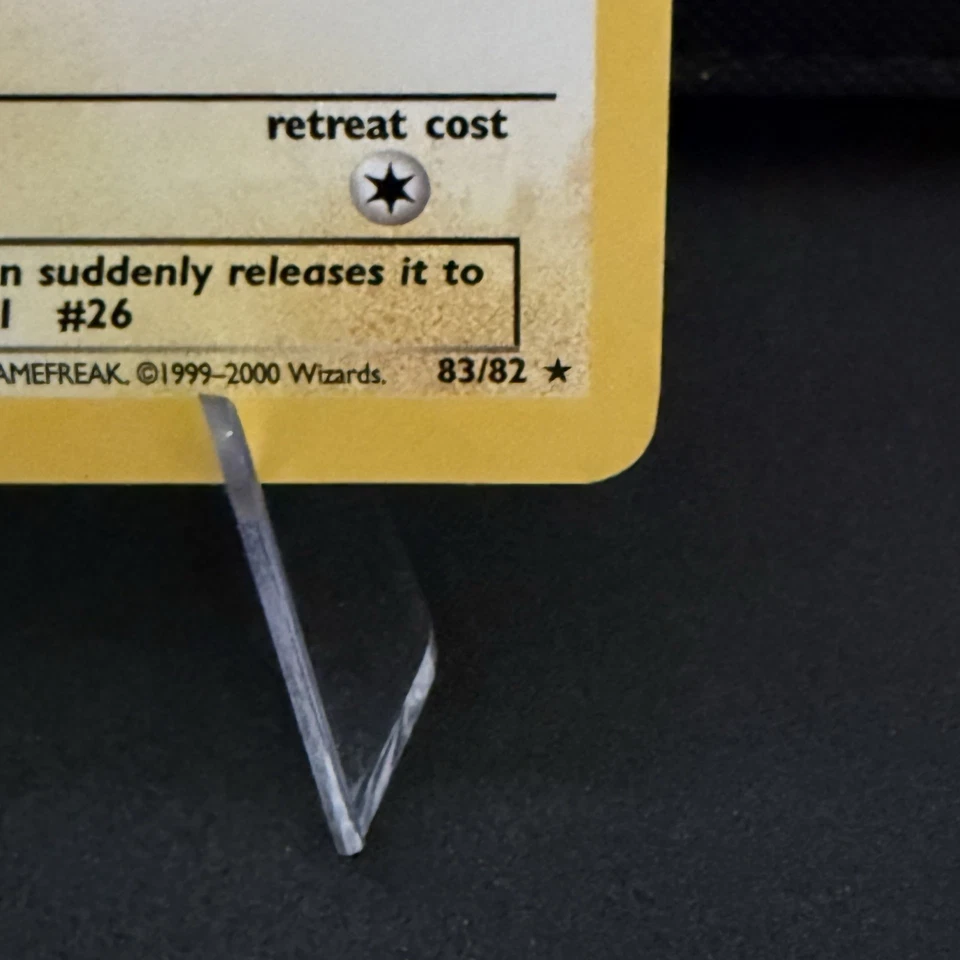 retreat cost
n suddenly releases it to
#26
AMEFREAK. ©1999–2000 Wizards. 83/82 ★